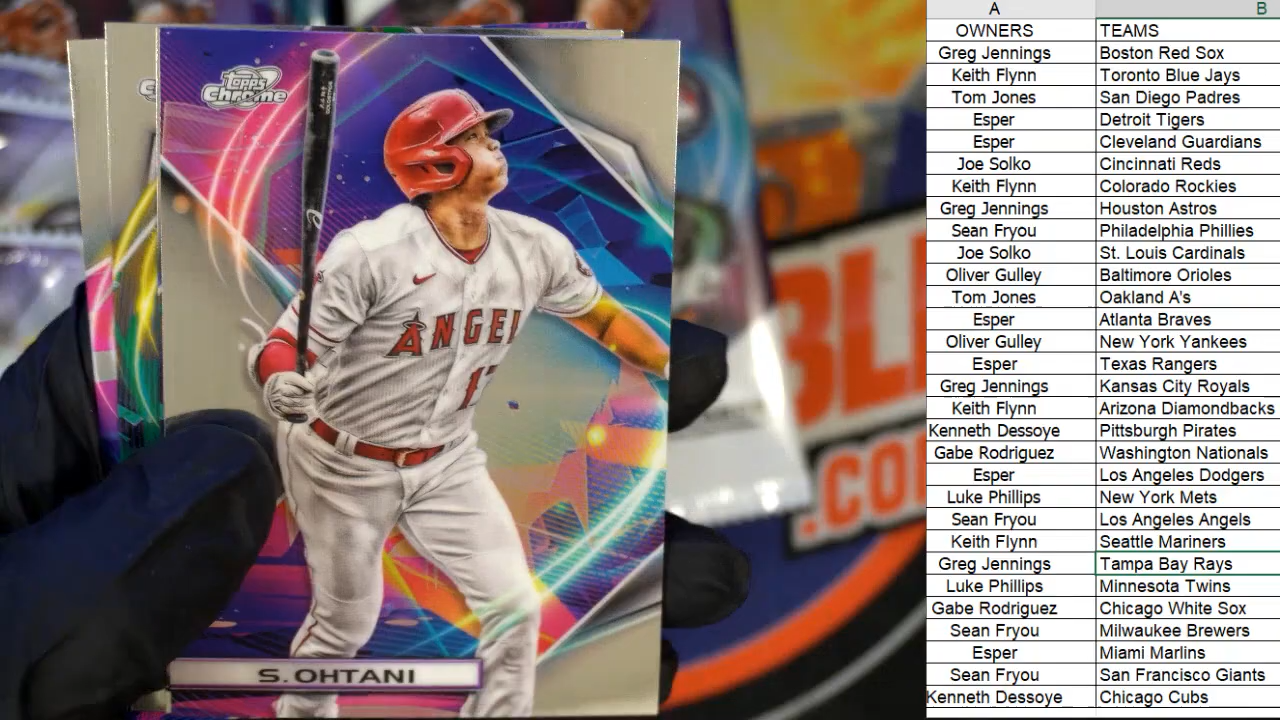 Topps
Chrome
ANGEL
17
S. OHTANI
BL
.CO
A B
OWNERS TEAMS
Greg Jennings Boston Red Sox
Keith Flynn Toronto Blue Jays
Tom Jones San Diego Padres
Esper Detroit Tigers
Esper Cleveland Guardians
Joe Solko Cincinnati Reds
Keith Flynn Colorado Rockies
Greg Jennings Houston Astros
Sean Fryou Philadelphia Phillies
Joe Solko St. Louis Cardinals
Oliver Gulley Baltimore Orioles
Tom Jones Oakland A's
Esper Atlanta Braves
Oliver Gulley New York Yankees
Esper Texas Rangers
Greg Jennings Kansas City Royals
Keith Flynn Arizona Diamondbacks
Kenneth Dessoye Pittsburgh Pirates
Gabe Rodriguez Washington Nationals
Esper Los Angeles Dodgers
Luke Phillips New York Mets
Sean Fryou Los Angeles Angels
Keith Flynn Seattle Mariners
Greg Jennings Tampa Bay Rays
Luke Phillips Minnesota Twins
Gabe Rodriguez Chicago White Sox
Sean Fryou Milwaukee Brewers
Esper Miami Marlins
Sean Fryou San Francisco Giants
Kenneth Dessoye Chicago Cubs